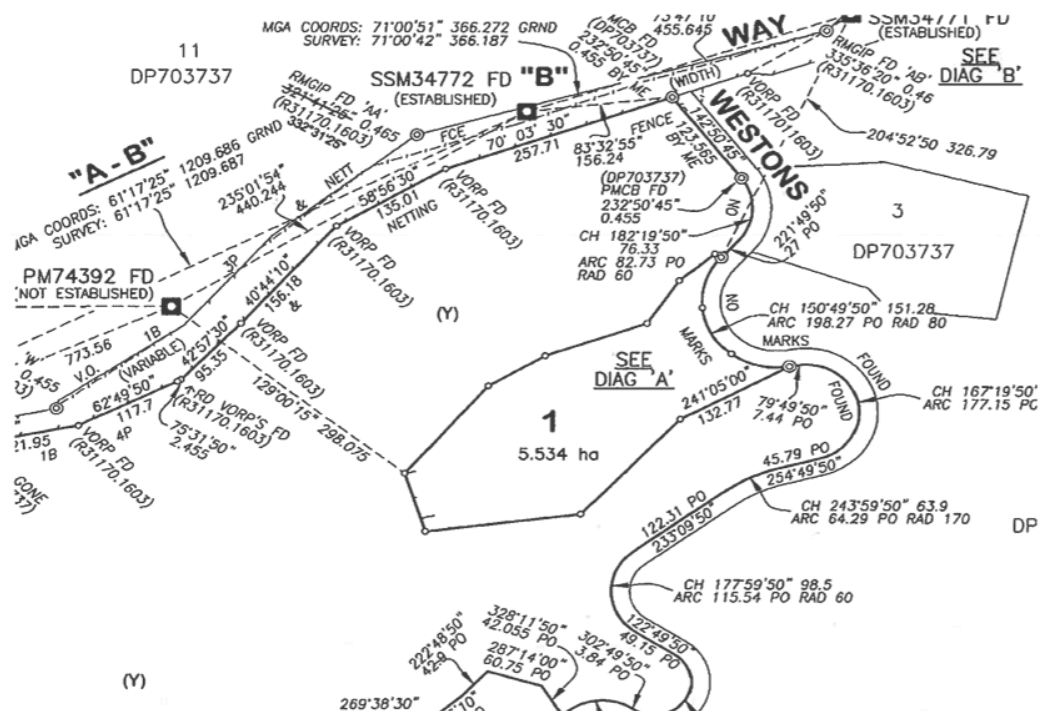 11
DP703737
MGA COORDS: 71°00'51" 366.272 GRND
SURVEY: 71°00'42" 366.187
SSM34772 FD "B"
(ESTABLISHED)
MCB FD
(DP703737)
232°50'45"
0.455 BY ME
455.645
WAY
SSM34771 FD
(ESTABLISHED)
SEE
DIAG 'B'
RMGIP FD 'AB'
335°36'20" 0.46
(R31170.1603)
(WIDTH)
VORP FD
(R31170.1603)
204°52'50 326.79
RMGIP FD 'AA'
321°41'25" 0.465
(R31170.1603)
332°31'25"
"A - B"
MGA COORDS: 61°17'25" 1209.686 GRND
SURVEY: 61°17'25" 1209.687
235°01'54"
440.244
NETT
&
FCE
70°03' 30"
257.71
83°32'55"
156.24
FENCE
142°50'45"
123.565
BY ME
WESTONS
(DP703737)
PMCB FD
232°50'45"
0.455
NO
221°49'50"
27 PO
3
DP703737
58°56'30"
135.01
NETTING
VORP FD
(R31170.1603)
VORP FD
(R31170.1603)
CH 182°19'50"
76.33
ARC 82.73 PO
RAD 60
PM74392 FD
(NOT ESTABLISHED)
3P
40°44'10"
156.18
&
VORP FD
(R31170.1603)
(Y)
NO
CH 150°49'50" 151.28
ARC 198.27 PO RAD 80
MARKS
MARKS
FOUND
773.56
1B
V.O.
(VARIABLE)
0.455
42°57'30"
95.35
62°49'50"
117.7
4P
RD VORP'S FD
(R31170.1603)
75°31'50"
2.455
129°00'15" 298.075
SEE
DIAG 'A'
241°05'00"
132.77
79°49'50"
7.44 PO
FOUND
CH 167°19'50"
ARC 177.15 PO
1
5.534 ha
21.95
1B
VORP FD
(R31170.1603)
GONE
45.79 PO
254°49'50"
CH 243°59'50" 63.9
ARC 64.29 PO RAD 170
DP
122.31 PO
233°09'50"
CH 177°59'50" 98.5
ARC 115.54 PO RAD 60
122°49'50"
49.15 PO
328°11'50"
42.055 PO
302°49'50"
3.84 PO
287°14'00"
60.75 PO
222°48'50"
42.9 PO
(Y)
269°38'30"